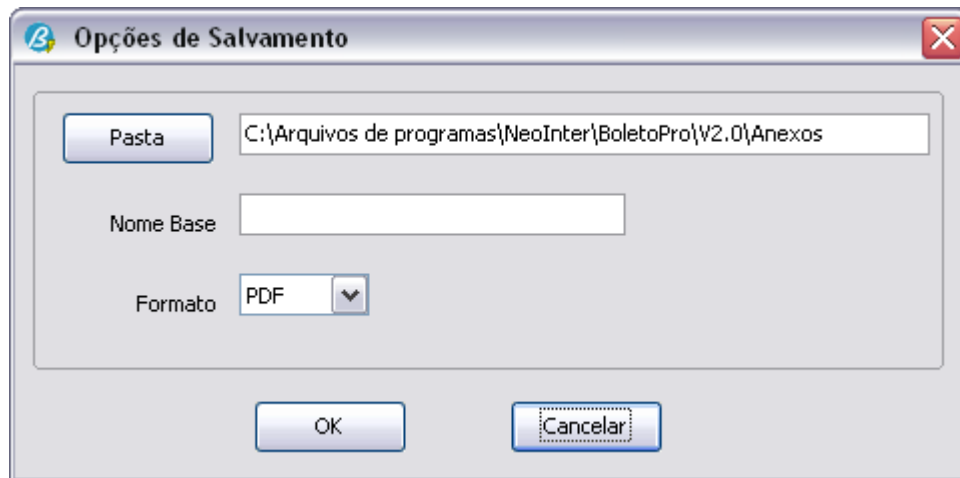 Opções de Salvamento
Pasta C:\Arquivos de programas\NeoInter\BoletoPro\V2.0\Anexos
Nome Base
Formato PDF
OK Cancelar